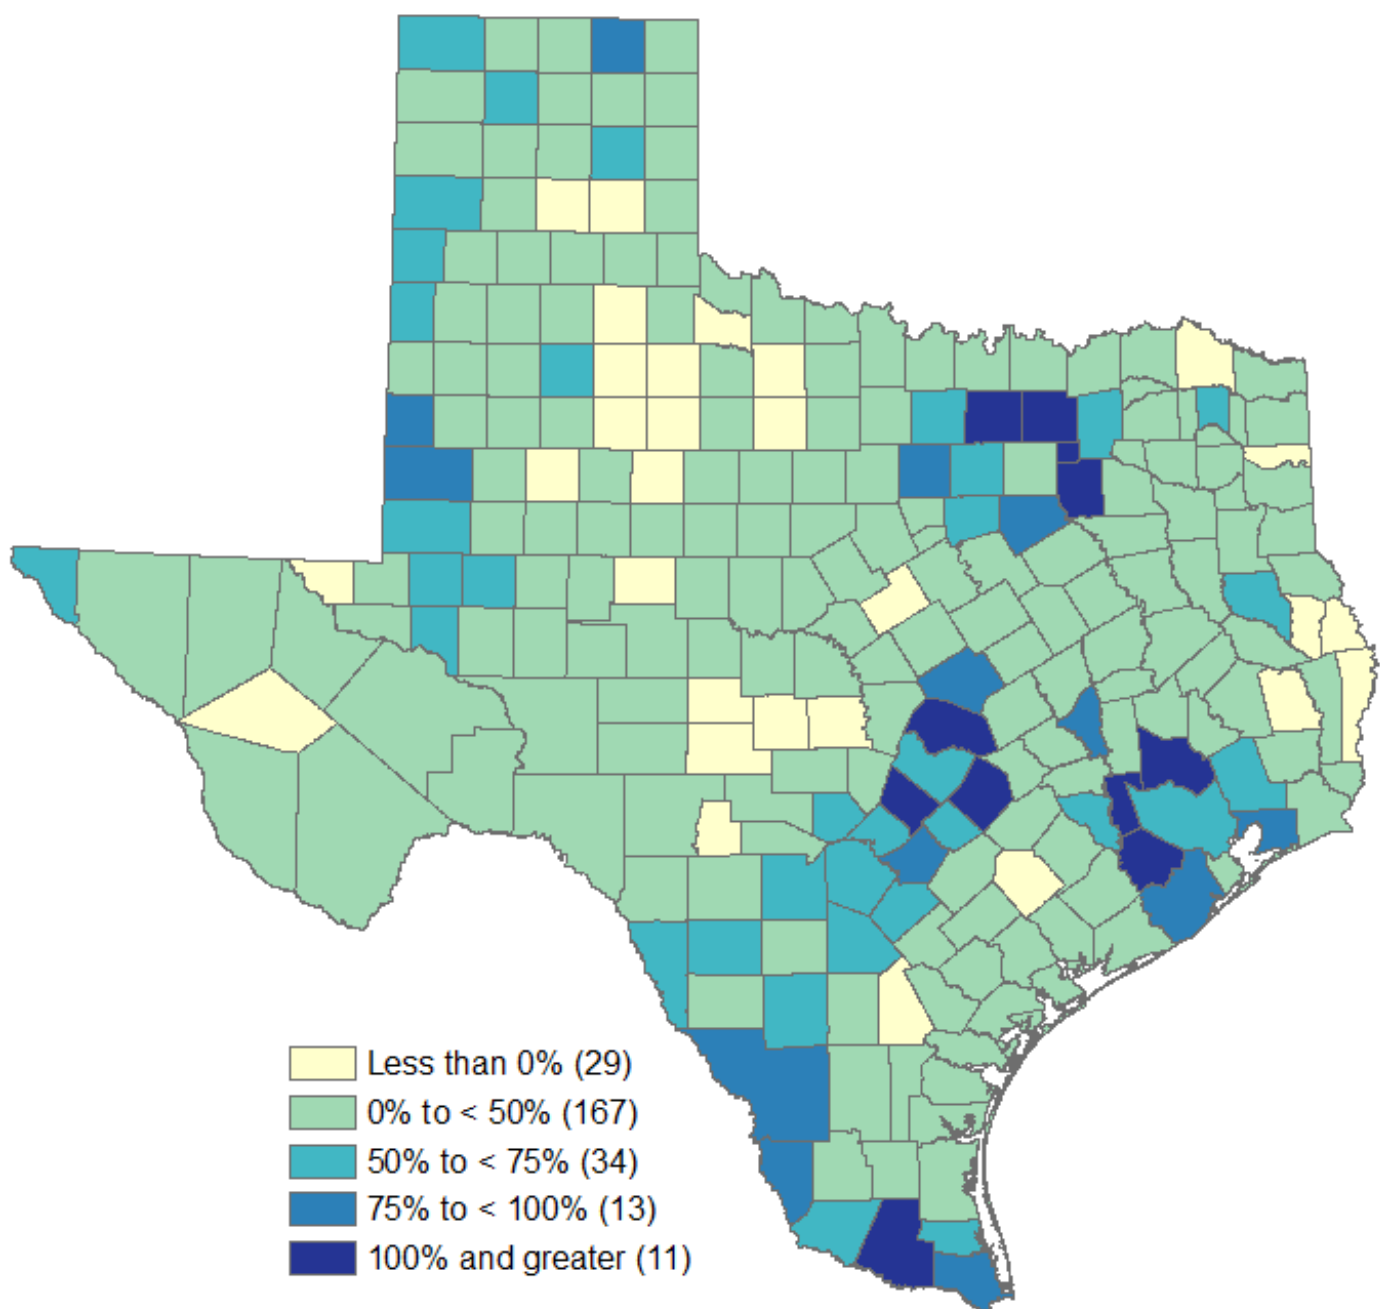 Less than 0% (29)
0% to < 50% (167)
50% to < 75% (34)
75% to < 100% (13)
100% and greater (11)